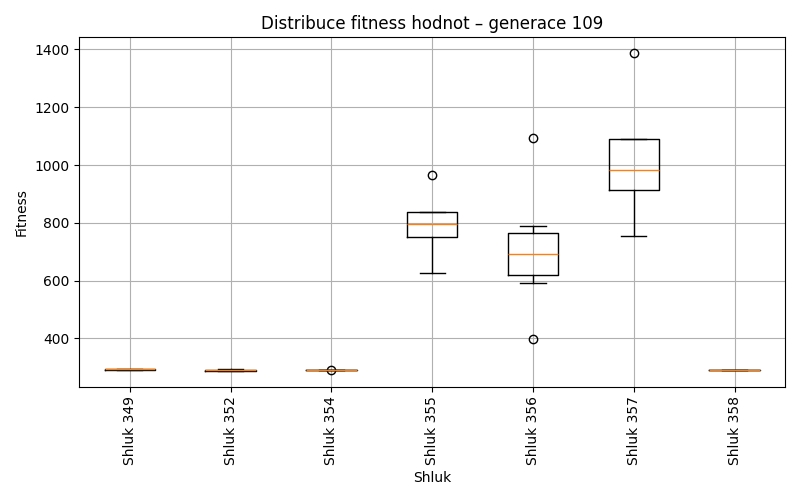 Distribuce fitness hodnot – generace 109
1400
1200
1000
800
600
400
Fitness
Shluk 349
Shluk 352
Shluk 354
Shluk 355
Shluk 356
Shluk 357
Shluk 358
Shluk